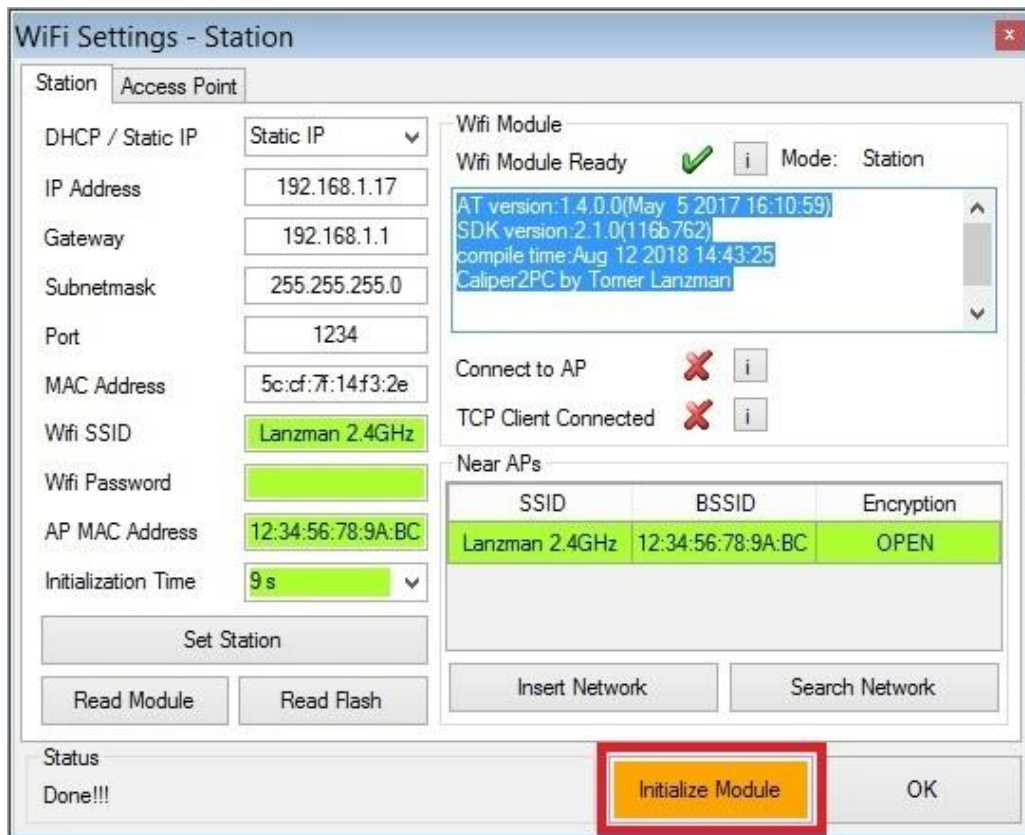 WiFi Settings - Station
x
Station
Access Point
DHCP / Static IP
Static IP
IP Address
192.168.1.17
Gateway
192.168.1.1
Subnetmask
255.255.255.0
Port
1234
MAC Address
5c:cf:7f:14:f3:2e
Wifi SSID
Lanzman 2.4GHz
Wifi Password
AP MAC Address
12:34:56:78:9A:BC
Initialization Time
9 s
Set Station
Read Module
Read Flash
Wifi Module
Wifi Module Ready
i
Mode: Station
AT version:1.4.0.0(May 5 2017 16:10:59)
SDK version:2.1.0(116b762)
compile time:Aug 12 2018 14:43:25
Caliper2PC by Tomer Lanzman
Connect to AP
i
TCP Client Connected
i
Near APs
SSID BSSID Encryption
Lanzman 2.4GHz 12:34:56:78:9A:BC OPEN
Insert Network
Search Network
Status
Done!!!
Initialize Module
OK